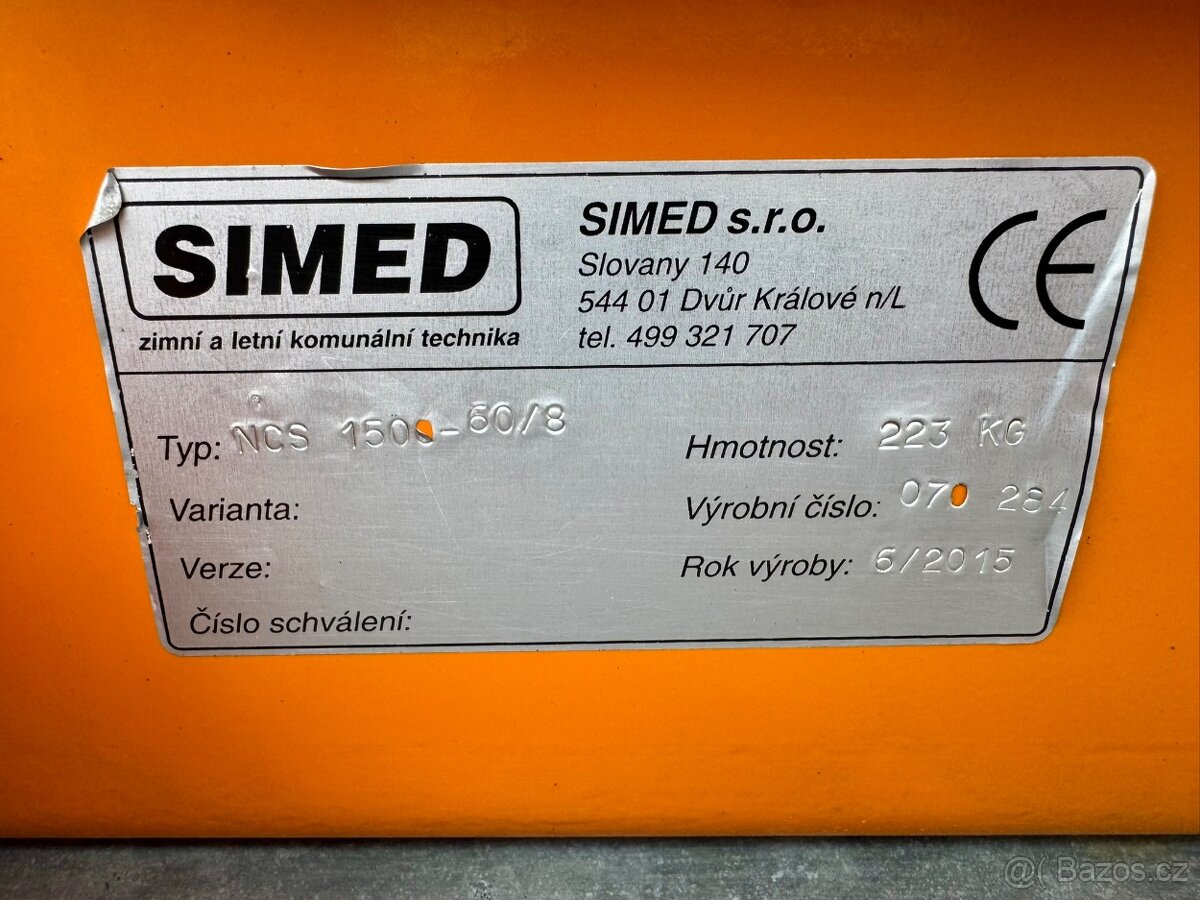 SIMED
zimní a letní komunální technika
SIMED s.r.o.
Slovany 140
544 01 Dvůr Králové n/L
tel. 499 321 707
CE
Typ: NCS 1500-60/8
Varianta:
Verze:
Číslo schválení:
Hmotnost: 223 KG
Výrobní číslo: 070 284
Rok výroby: 6/2015
@( Bazos.cz